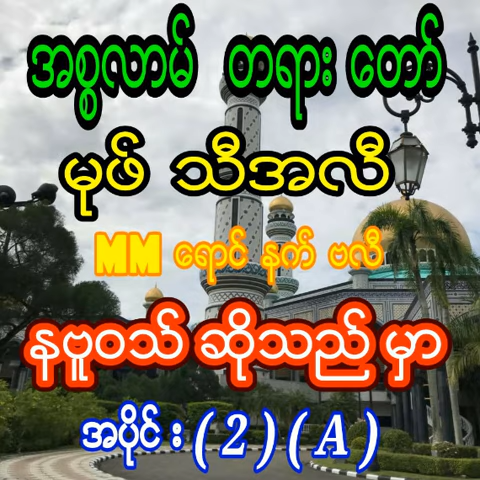 အစ္စလာမ် တရား တော်
မုဖ် သီအလီ
MM ရောင် နက် ဗလီ
နဗူဝသ် ဆိုသည် မှာ
အပိုင် း ( 2 ) ( A )